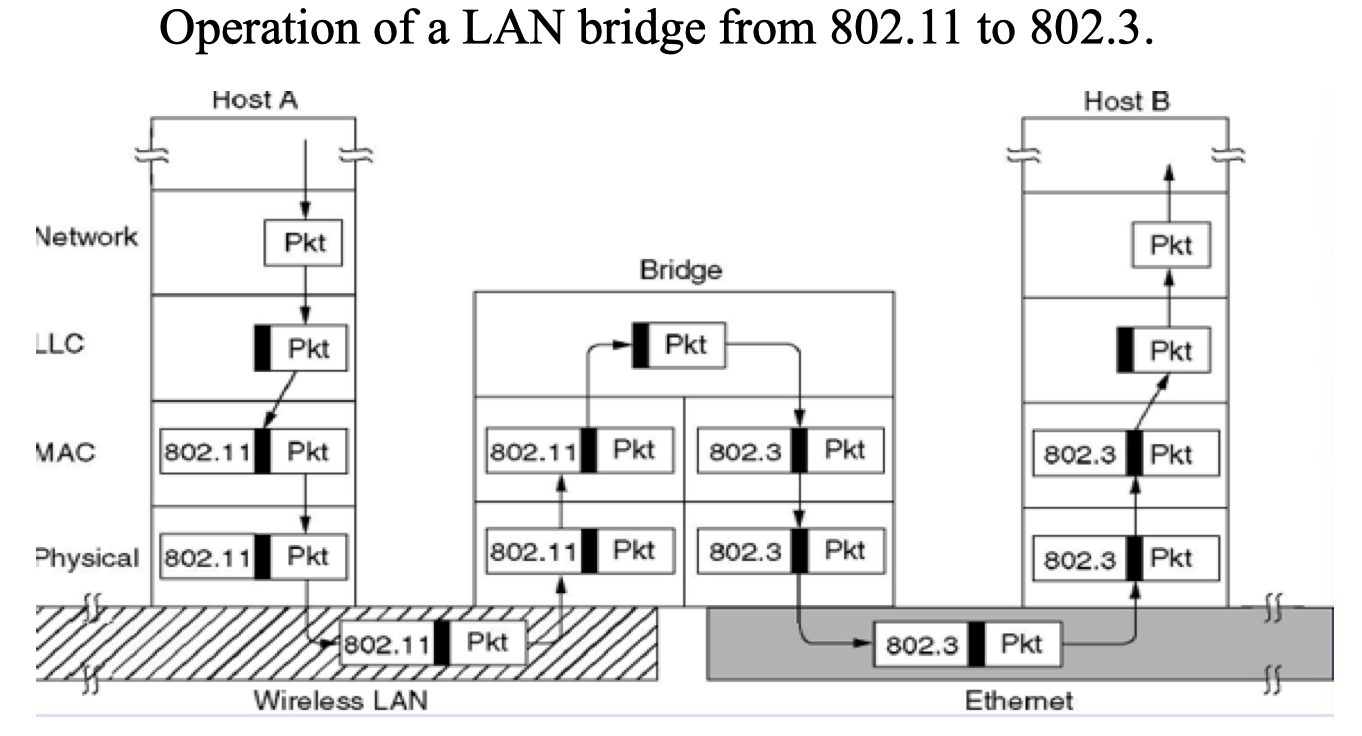 Operation of a LAN bridge from 802.11 to 802.3.
Host A
Host B
Network
Pkt
Bridge
Pkt
LLC
Pkt
Pkt
Pkt
MAC
802.11 Pkt
802.11 Pkt
802.3 Pkt
802.3 Pkt
Physical
802.11 Pkt
802.11 Pkt
802.3 Pkt
802.3 Pkt
802.11 Pkt
802.3 Pkt
Wireless LAN
Ethernet